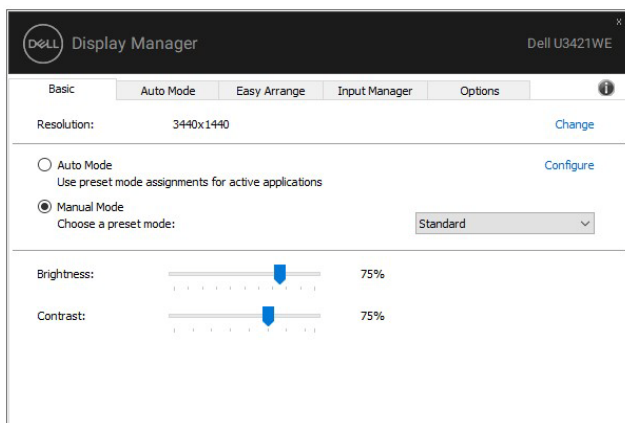 x
DELL Display Manager Dell U3421WE
Basic Auto Mode Easy Arrange Input Manager Options i
Resolution: 3440x1440 Change
Auto Mode Configure
Use preset mode assignments for active applications
Manual Mode
Choose a preset mode: Standard
Brightness: 75%
Contrast: 75%